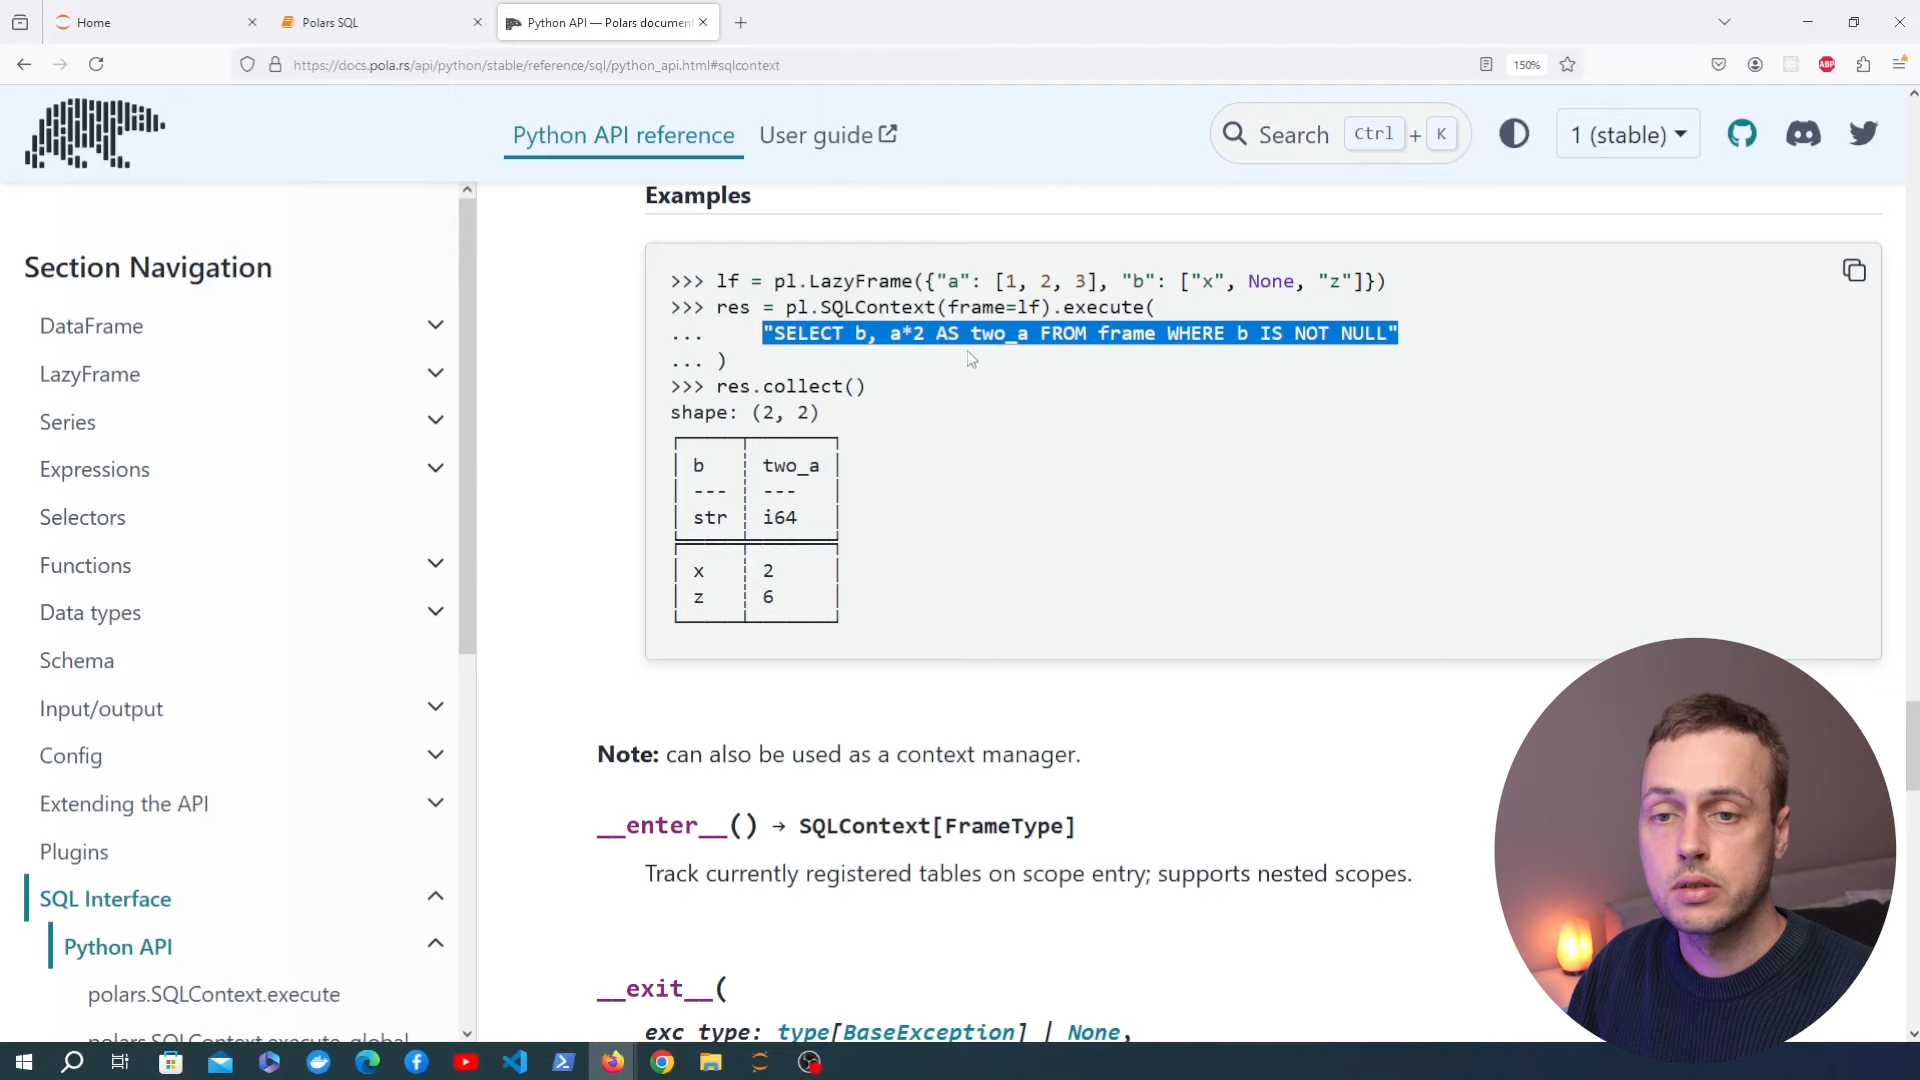 Home
Polars SQL
Python API — Polars document
https://docs.pola.rs/api/python/stable/reference/sql/python_api.html#sqlcontext
150%
ABP
Python API reference
User guide
Search Ctrl + K
1 (stable)
Section Navigation
DataFrame
LazyFrame
Series
Expressions
Selectors
Functions
Data types
Schema
Input/output
Config
Extending the API
Plugins
SQL Interface
Python API
polars.SQLContext.execute
polars.SQLContext.execute_global
Examples
>>> lf = pl.LazyFrame({"a": [1, 2, 3], "b": ["x", None, "z"]})
>>> res = pl.SQLContext(frame=lf).execute(
... "SELECT b, a*2 AS two_a FROM frame WHERE b IS NOT NULL"
... )
>>> res.collect()
shape: (2, 2)
b two_a
--- ---
str i64
x 2
z 6
Note: can also be used as a context manager.
__enter__() → SQLContext[FrameType]
Track currently registered tables on scope entry; supports nested scopes.
__exit__(
exc_type: type[BaseException] | None,